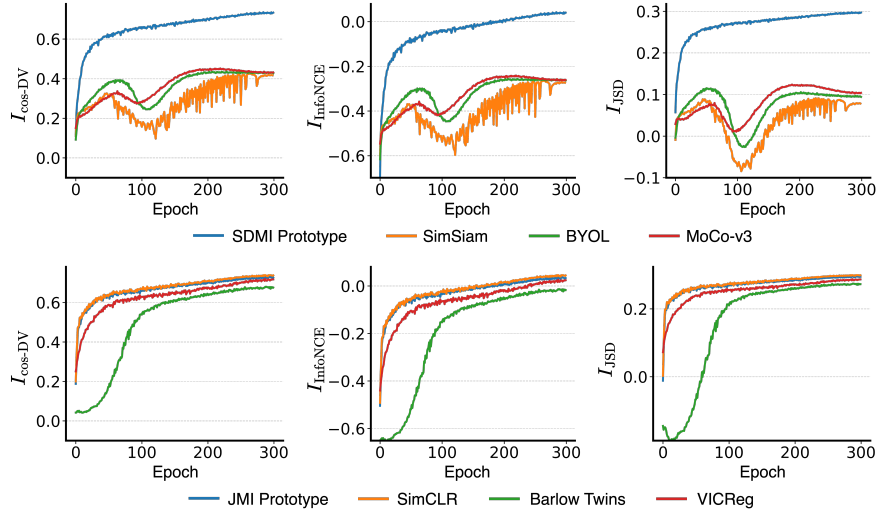 I_cos-DV
0.6
0.4
0.2
0.0
0
100
200
300
Epoch
I_InfoNCE
0.0
−0.2
−0.4
−0.6
0
100
200
300
Epoch
I_JSD
0.3
0.2
0.1
0.0
−0.1
0
100
200
300
Epoch
SDMI Prototype
SimSiam
BYOL
MoCo-v3
I_cos-DV
0.6
0.4
0.2
0.0
0
100
200
300
Epoch
I_InfoNCE
0.0
−0.2
−0.4
−0.6
0
100
200
300
Epoch
I_JSD
0.2
0.0
0
100
200
300
Epoch
JMI Prototype
SimCLR
Barlow Twins
VICReg